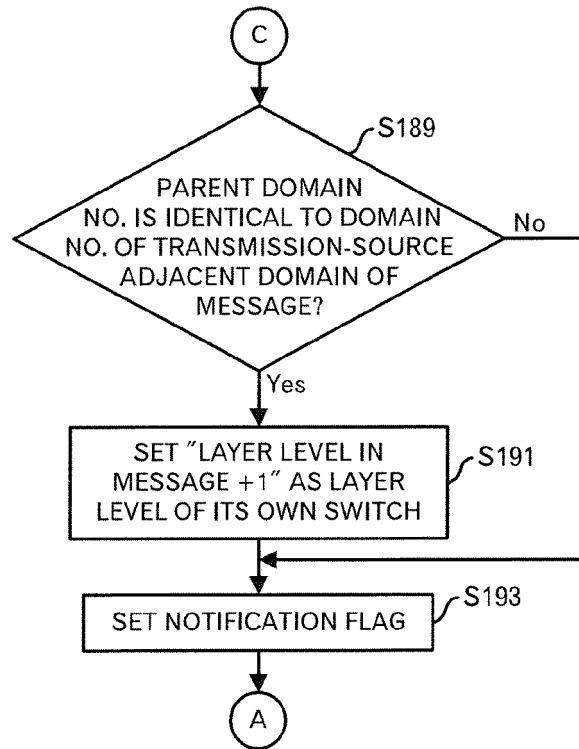 C
S189
PARENT DOMAIN
NO. IS IDENTICAL TO DOMAIN
NO. OF TRANSMISSION-SOURCE
ADJACENT DOMAIN OF
MESSAGE?
No
Yes
SET "LAYER LEVEL IN
MESSAGE +1" AS LAYER
LEVEL OF ITS OWN SWITCH
S191
SET NOTIFICATION FLAG
S193
A